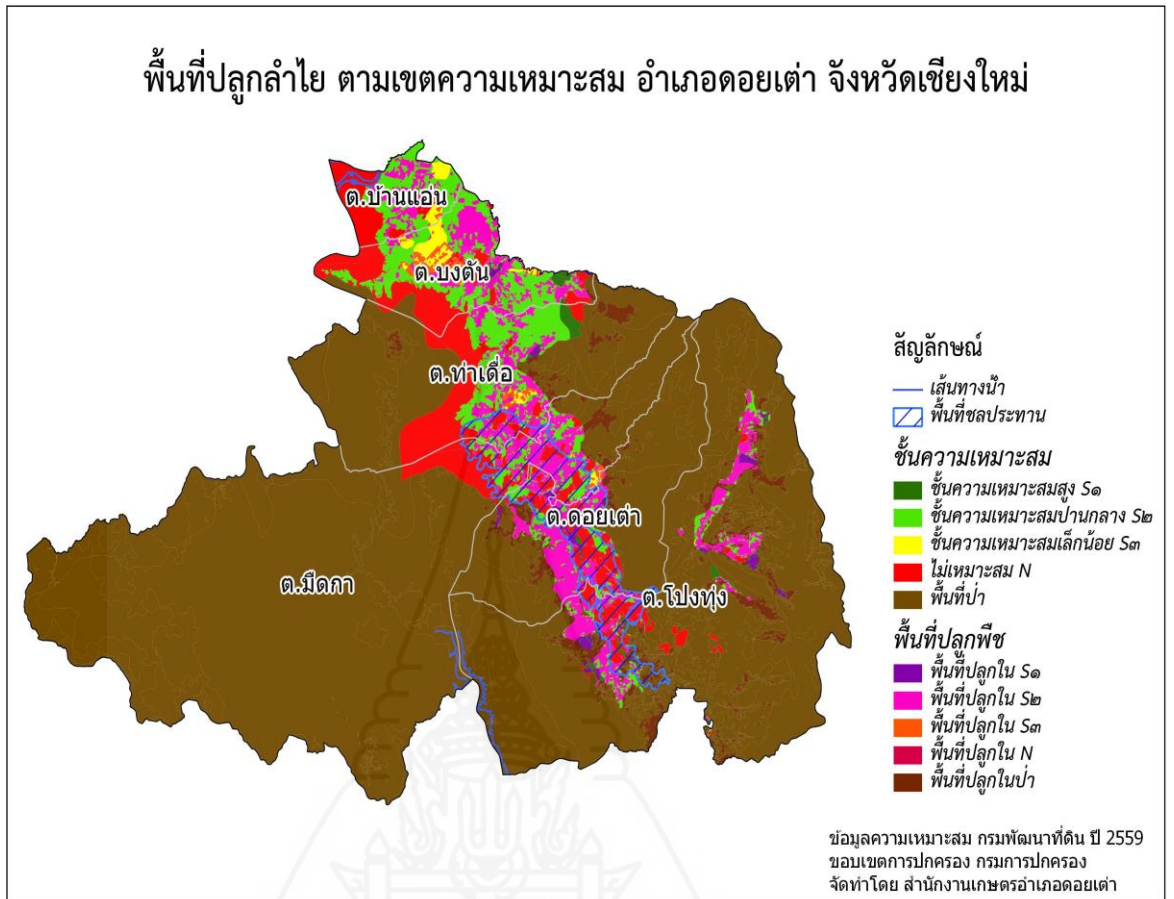 พื้นที่ปลูกลำไย ตามเขตความเหมาะสม อำเภอดอยเต่า จังหวัดเชียงใหม่
ต.บ้านแอ่น
ต.บงตัน
ต.ท่าเดื่อ
ต.ดอยเต่า
ต.มืดกา
ต.โปงทุ่ง
สัญลักษณ์
เส้นทางน้ำ
พื้นที่ชลประทาน
ชั้นความเหมาะสม
ชั้นความเหมาะสมสูง S๑
ชั้นความเหมาะสมปานกลาง S๒
ชั้นความเหมาะสมเล็กน้อย S๓
ไม่เหมาะสม N
พื้นที่ป่า
พื้นที่ปลูกพืช
พื้นที่ปลูกใน S๑
พื้นที่ปลูกใน S๒
พื้นที่ปลูกใน S๓
พื้นที่ปลูกใน N
พื้นที่ปลูกในป่า
ข้อมูลความเหมาะสม กรมพัฒนาที่ดิน ปี 2559
ขอบเขตการปกครอง กรมการปกครอง
จัดทำโดย สำนักงานเกษตรอำเภอดอยเต่า